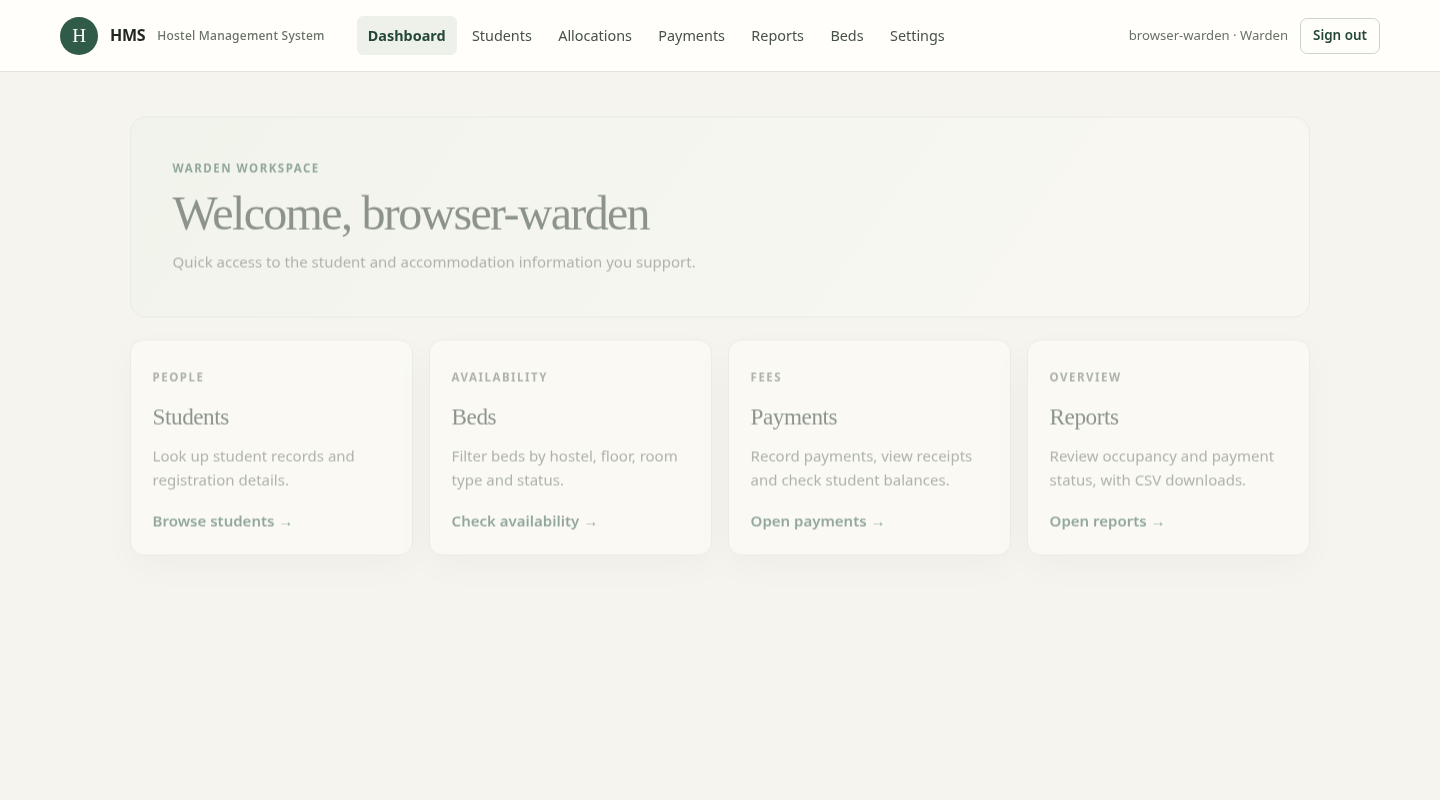 H HMS Hostel Management System Dashboard Students Allocations Payments Reports Beds Settings browser-warden · Warden Sign out
WARDEN WORKSPACE
Welcome, browser-warden
Quick access to the student and accommodation information you support.
PEOPLE
Students
Look up student records and
registration details.
Browse students →
AVAILABILITY
Beds
Filter beds by hostel, floor, room
type and status.
Check availability →
FEES
Payments
Record payments, view receipts
and check student balances.
Open payments →
OVERVIEW
Reports
Review occupancy and payment
status, with CSV downloads.
Open reports →